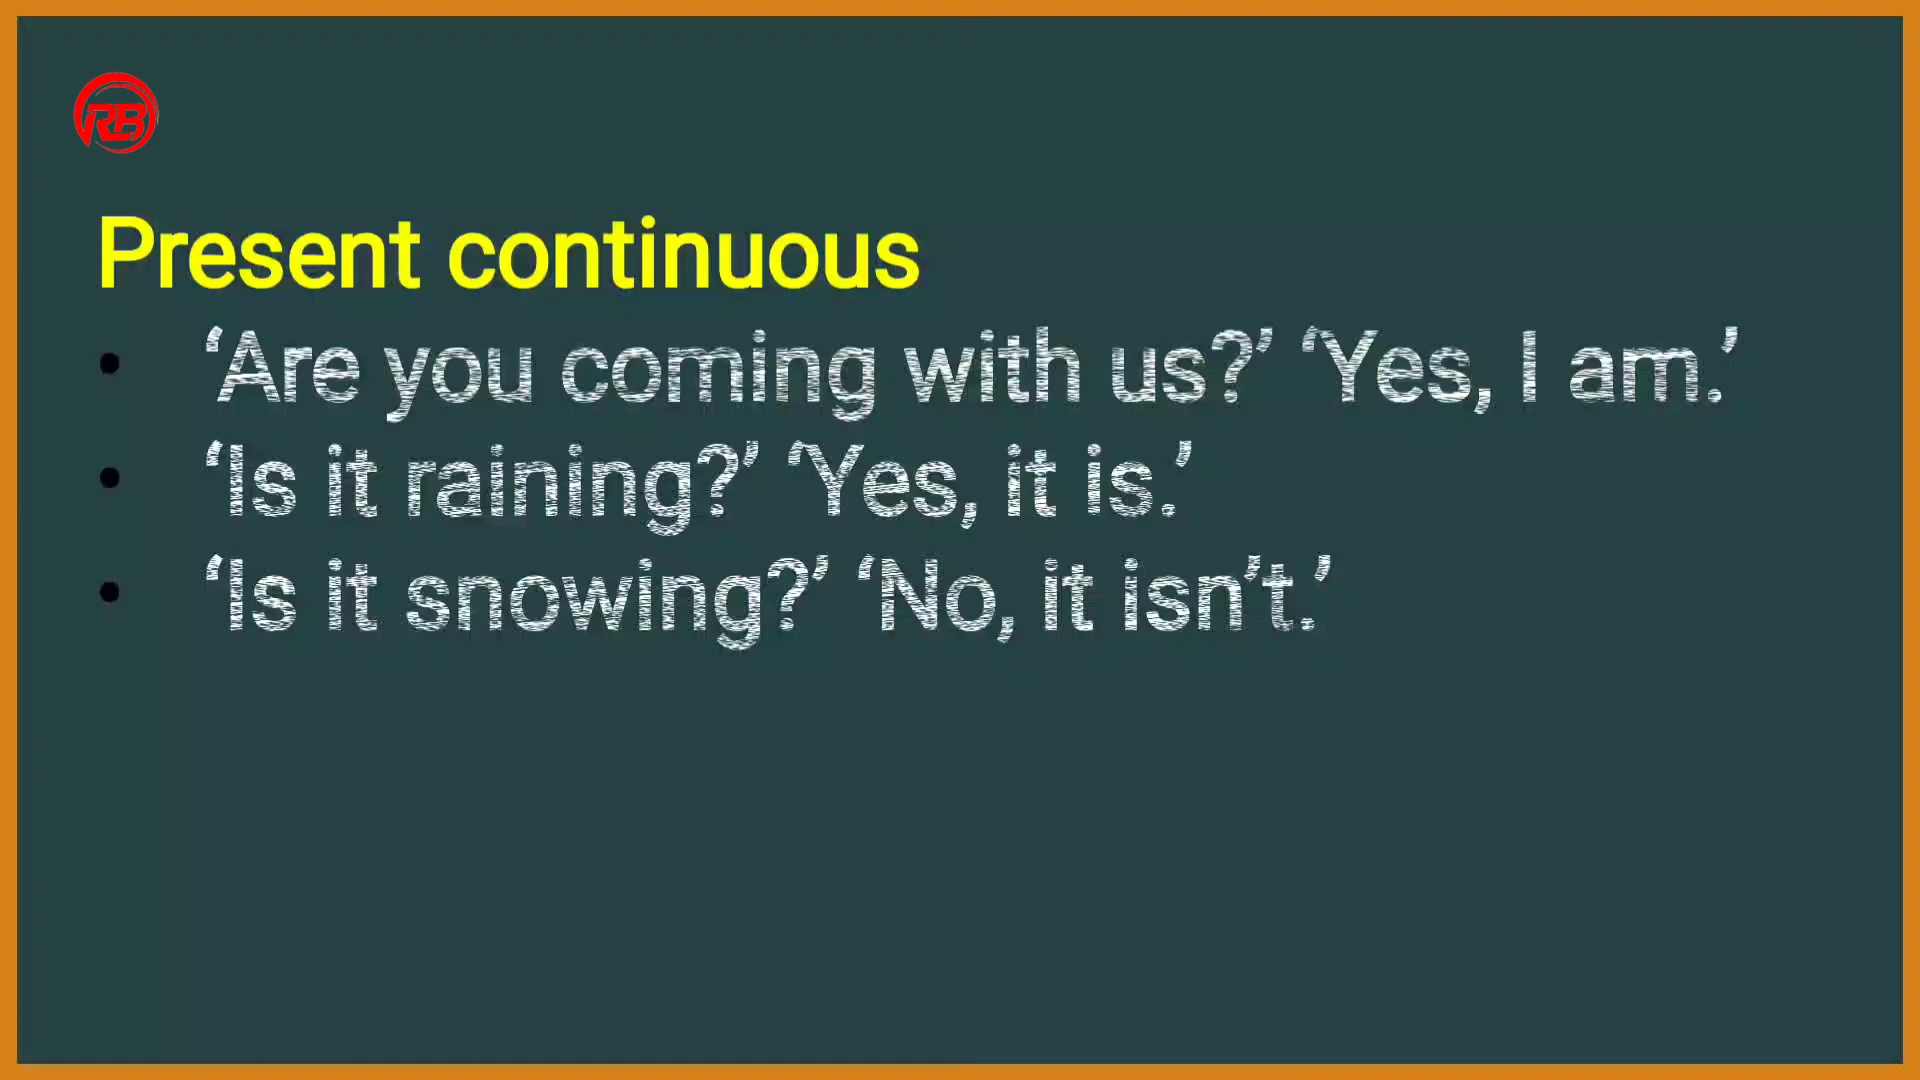 RB
Present continuous
• ‘Are you coming with us?’ ‘Yes, I am.’
• ‘Is it raining?’ ‘Yes, it is.’
• ‘Is it snowing?’ ‘No, it isn’t.’